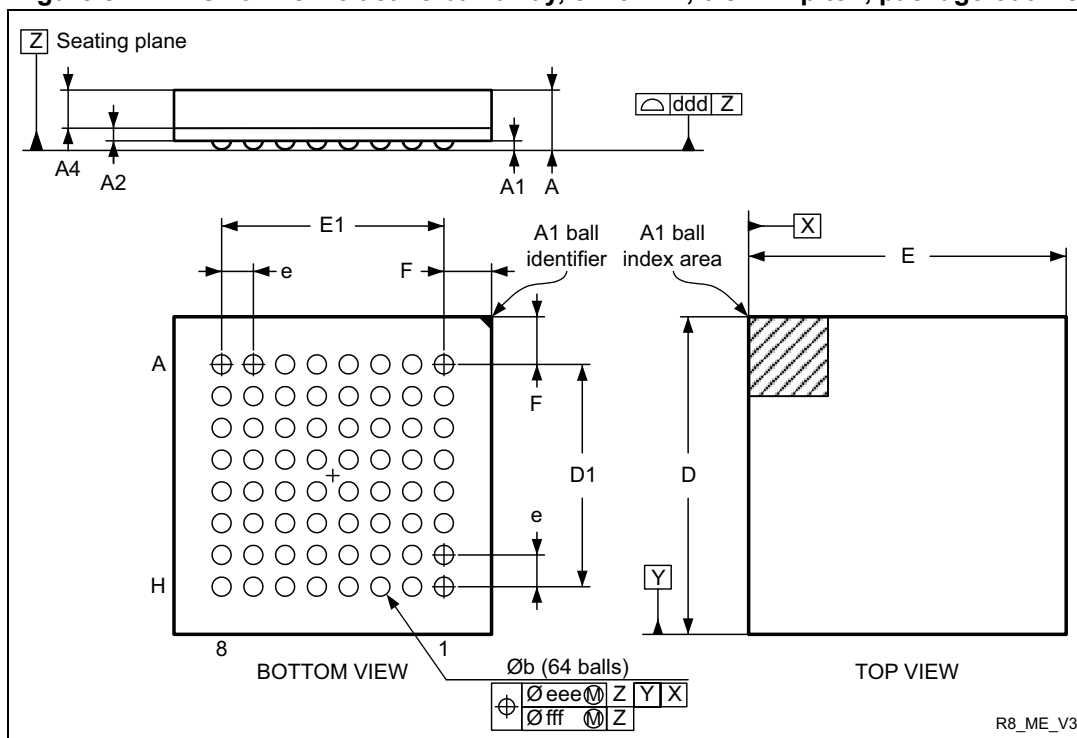 Z Seating plane
ddd Z
A4
A2
A1
A
E1
e
F
A1 ball
identifier
A1 ball
index area
X
E
A
F
D1
D
e
H
Y
8
1
BOTTOM VIEW
Øb (64 balls)
TOP VIEW
Ø eee Ⓜ Z Y X
Ø fff Ⓜ Z
R8_ME_V3